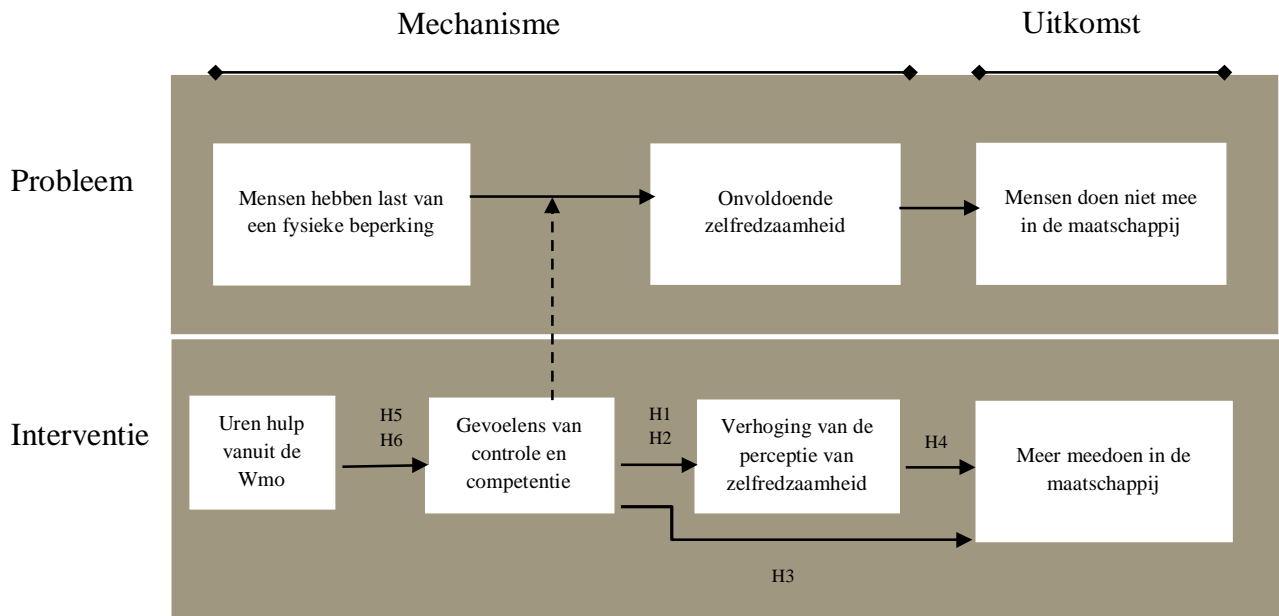 Mechanisme
Uitkomst
Probleem
Mensen hebben last van
een fysieke beperking
Onvoldoende
zelfredzaamheid
Mensen doen niet mee
in de maatschappij
Interventie
Uren hulp
vanuit de
Wmo
H5
H6
Gevoelens van
controle en
competentie
H1
H2
Verhoging van de
perceptie van
zelfredzaamheid
H4
Meer meedoen in de
maatschappij
H3